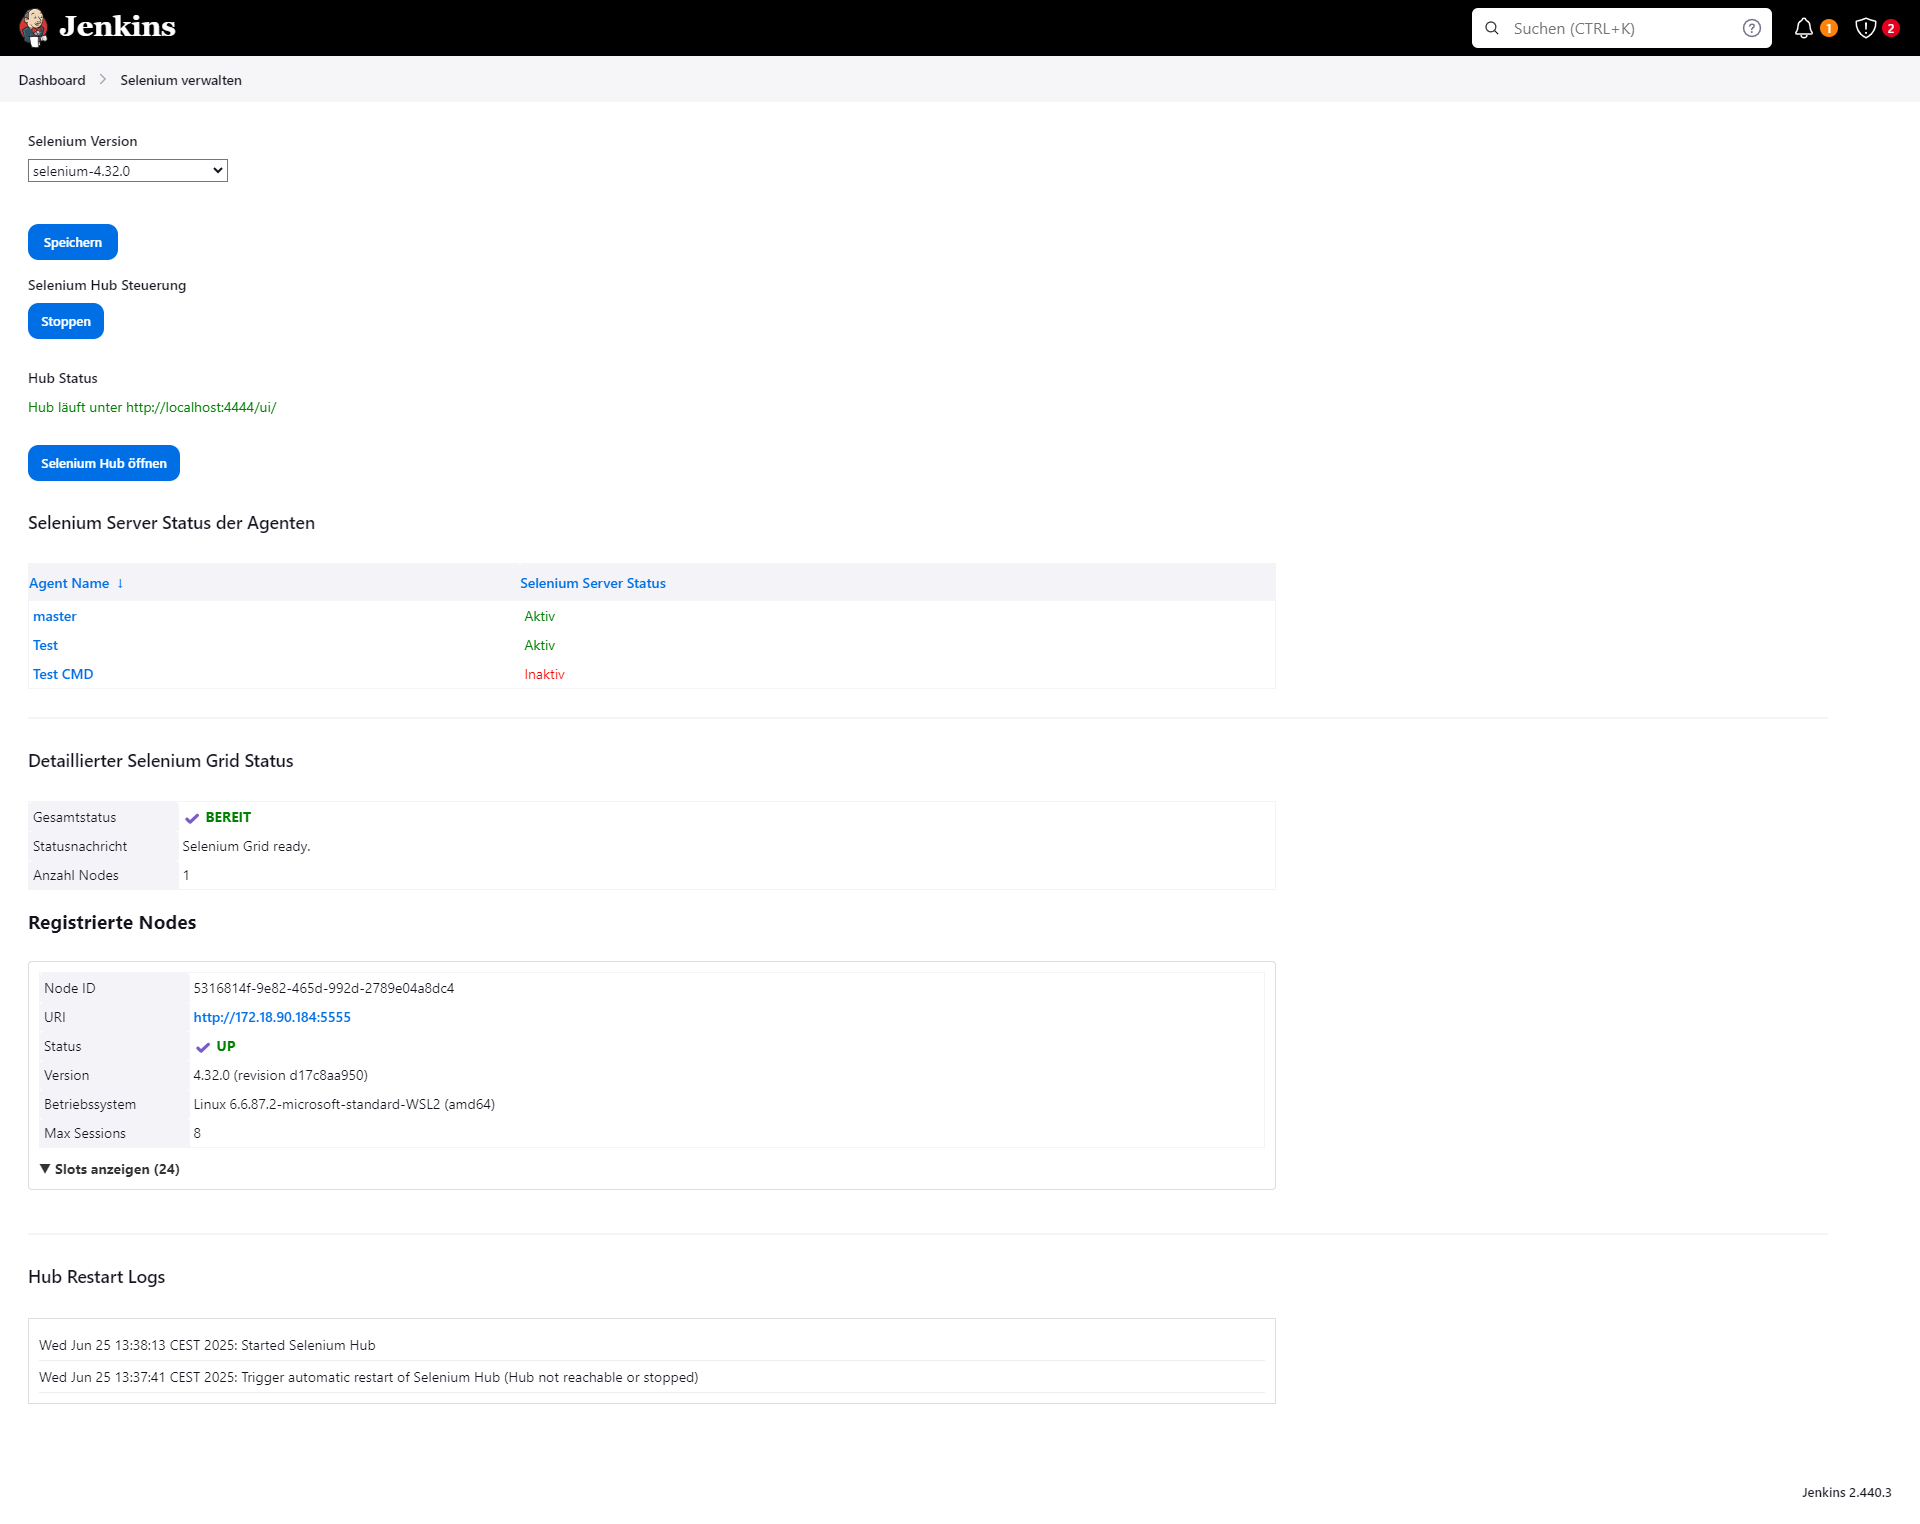 Jenkins
Suchen (CTRL+K)
1
2
Dashboard
Selenium verwalten
Selenium Version
selenium-4.32.0
Speichern
Selenium Hub Steuerung
Stoppen
Hub Status
Hub läuft unter http://localhost:4444/ui/
Selenium Hub öffnen
Selenium Server Status der Agenten
Agent Name ↓ Selenium Server Status
master Aktiv
Test Aktiv
Test CMD Inaktiv
Detaillierter Selenium Grid Status
Gesamtstatus BEREIT
Statusnachricht Selenium Grid ready.
Anzahl Nodes 1
Registrierte Nodes
Node ID 5316814f-9e82-465d-992d-2789e04a8dc4
URI http://172.18.90.184:5555
Status UP
Version 4.32.0 (revision d17c8aa950)
Betriebssystem Linux 6.6.87.2-microsoft-standard-WSL2 (amd64)
Max Sessions 8
▼ Slots anzeigen (24)
Hub Restart Logs
Wed Jun 25 13:38:13 CEST 2025: Started Selenium Hub
Wed Jun 25 13:37:41 CEST 2025: Trigger automatic restart of Selenium Hub (Hub not reachable or stopped)
Jenkins 2.440.3